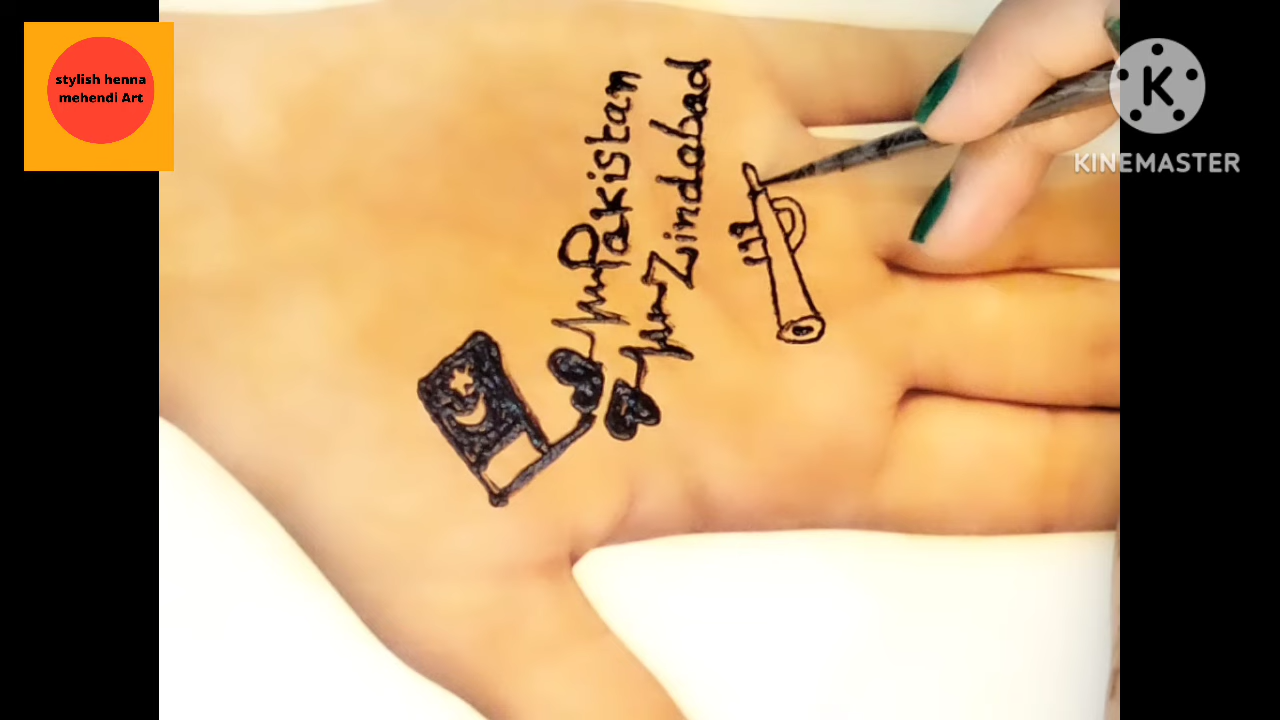 stylish henna
mehendi Art
Pakistan
Zindabad
KINEMASTER